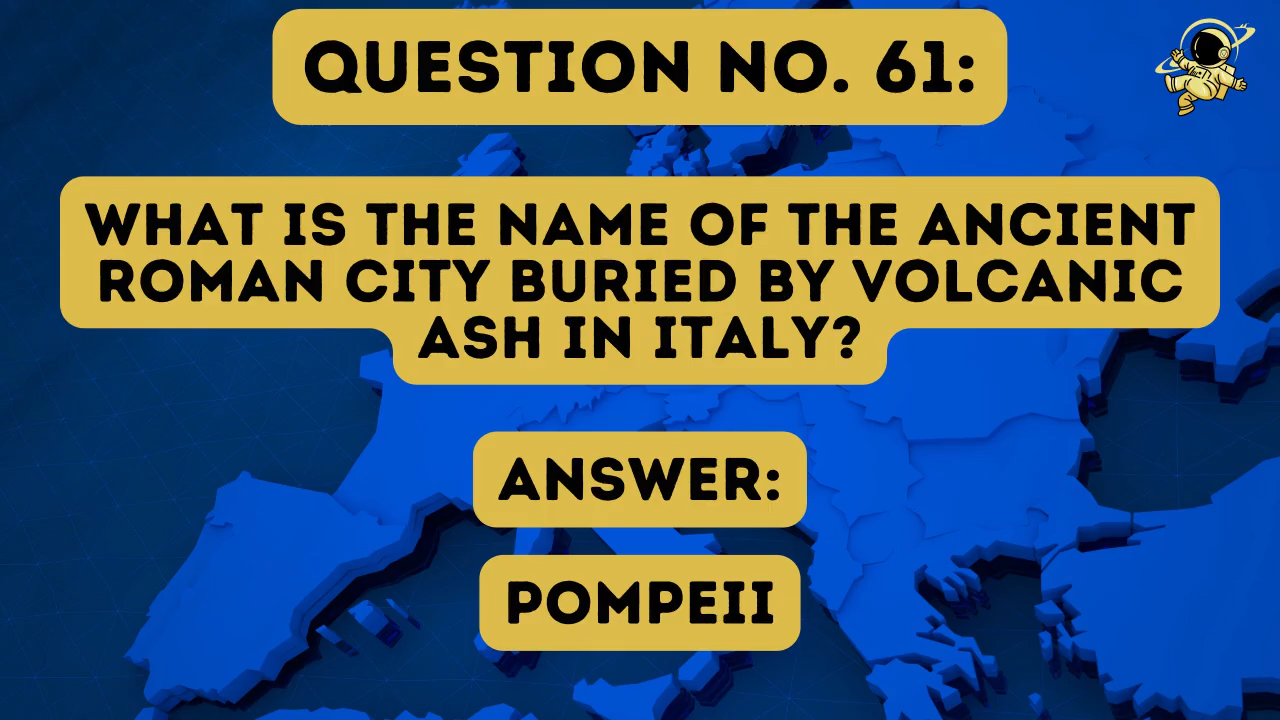 QUESTION NO. 61:
WHAT IS THE NAME OF THE ANCIENT
ROMAN CITY BURIED BY VOLCANIC
ASH IN ITALY?
ANSWER:
POMPEII